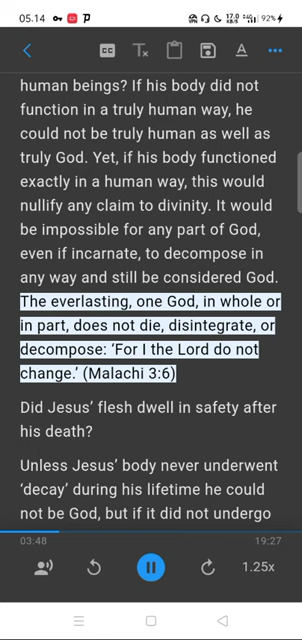 05.14
17.0 KB/S
92%
CC
human beings? If his body did not
function in a truly human way, he
could not be truly human as well as
truly God. Yet, if his body functioned
exactly in a human way, this would
nullify any claim to divinity. It would
be impossible for any part of God,
even if incarnate, to decompose in
any way and still be considered God.
The everlasting, one God, in whole or
in part, does not die, disintegrate, or
decompose: ‘For I the Lord do not
change.’ (Malachi 3:6)
Did Jesus’ flesh dwell in safety after
his death?
Unless Jesus’ body never underwent
‘decay’ during his lifetime he could
not be God, but if it did not undergo
03:48
19:27
1.25x